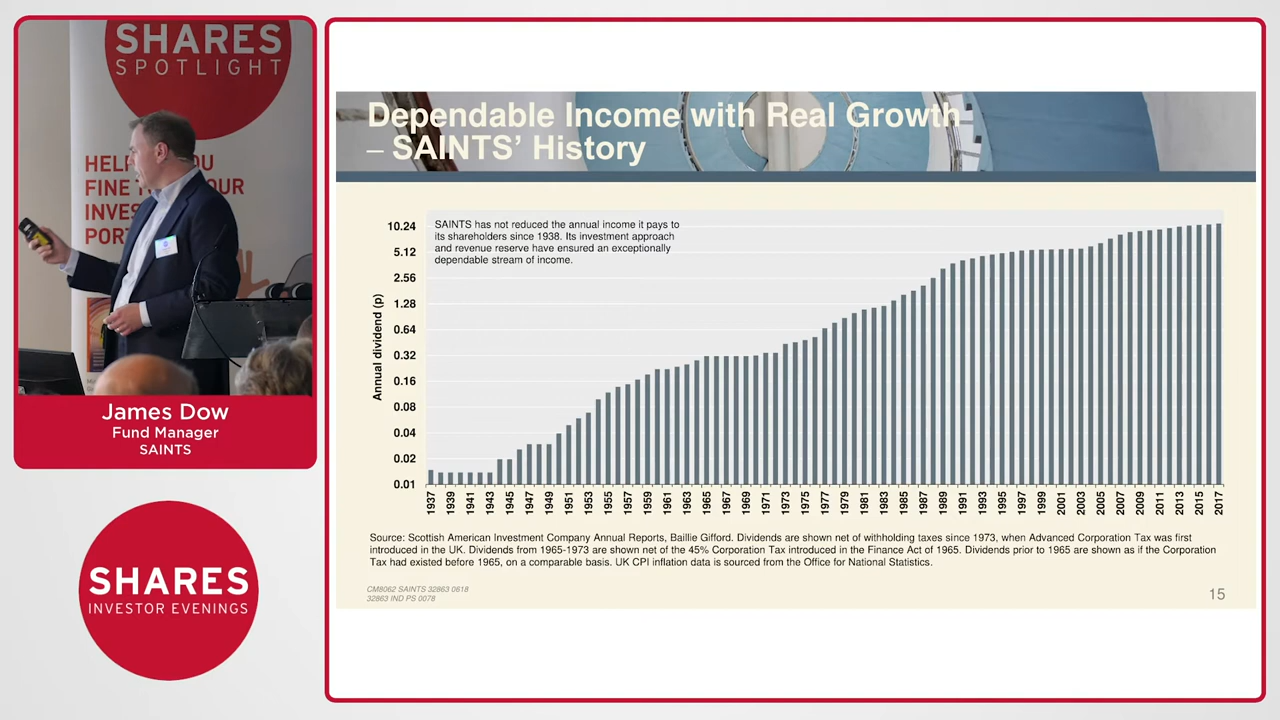 SHARES
SPOTLIGHT
HELP YOU
FINE YOUR
INVES
POR
James Dow
Fund Manager
SAINTS
SHARES
INVESTOR EVENINGS
Dependable Income with Real Growth
– SAINTS’ History
SAINTS has not reduced the annual income it pays to
its shareholders since 1938. Its investment approach
and revenue reserve have ensured an exceptionally
dependable stream of income.
Annual dividend (p)
10.24
5.12
2.56
1.28
0.64
0.32
0.16
0.08
0.04
0.02
0.01
1937 1939 1941 1943 1945 1947 1949 1951 1953 1955 1957 1959 1961 1963 1965 1967 1969 1971 1973 1975 1977 1979 1981 1983 1985 1987 1989 1991 1993 1995 1997 1999 2001 2003 2005 2007 2009 2011 2013 2015 2017
Source: Scottish American Investment Company Annual Reports, Baillie Gifford. Dividends are shown net of withholding taxes since 1973, when Advanced Corporation Tax was first
introduced in the UK. Dividends from 1965-1973 are shown net of the 45% Corporation Tax introduced in the Finance Act of 1965. Dividends prior to 1965 are shown as if the Corporation
Tax had existed before 1965, on a comparable basis. UK CPI inflation data is sourced from the Office for National Statistics.
CM8062 SAINTS 32863 0618
32863 IND PS 0078
15